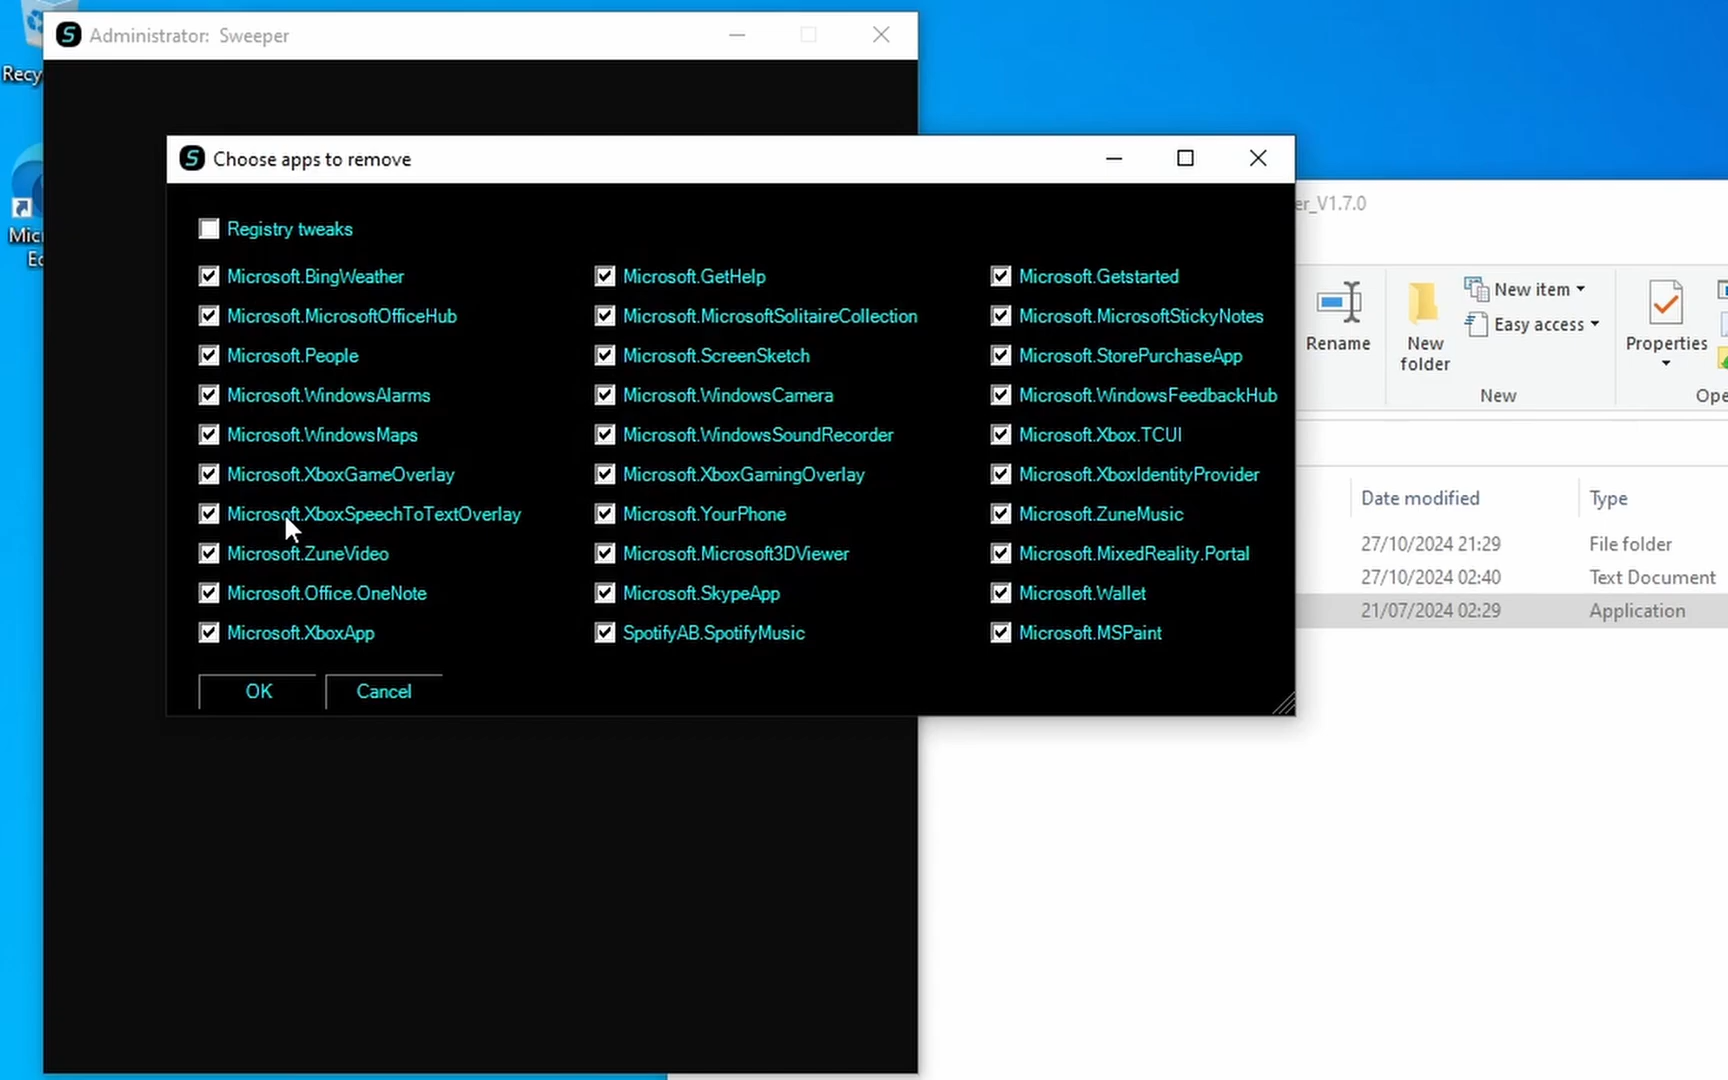 Recy
Mic
Ec
Administrator: Sweeper
S
Choose apps to remove
Registry tweaks
Microsoft.BingWeather
Microsoft.GetHelp
Microsoft.Getstarted
Microsoft.MicrosoftOfficeHub
Microsoft.MicrosoftSolitaireCollection
Microsoft.MicrosoftStickyNotes
Microsoft.People
Microsoft.ScreenSketch
Microsoft.StorePurchaseApp
Microsoft.WindowsAlarms
Microsoft.WindowsCamera
Microsoft.WindowsFeedbackHub
Microsoft.WindowsMaps
Microsoft.WindowsSoundRecorder
Microsoft.Xbox.TCUI
Microsoft.XboxGameOverlay
Microsoft.XboxGamingOverlay
Microsoft.XboxIdentityProvider
Microsoft.XboxSpeechToTextOverlay
Microsoft.YourPhone
Microsoft.ZuneMusic
Microsoft.ZuneVideo
Microsoft.Microsoft3DViewer
Microsoft.MixedReality.Portal
Microsoft.Office.OneNote
Microsoft.SkypeApp
Microsoft.Wallet
Microsoft.XboxApp
SpotifyAB.SpotifyMusic
Microsoft.MSPaint
OK
Cancel
er_V1.7.0
Rename
New
folder
New item
Easy access
Properties
New
Ope
Date modified
Type
27/10/2024 21:29
File folder
27/10/2024 02:40
Text Document
21/07/2024 02:29
Application